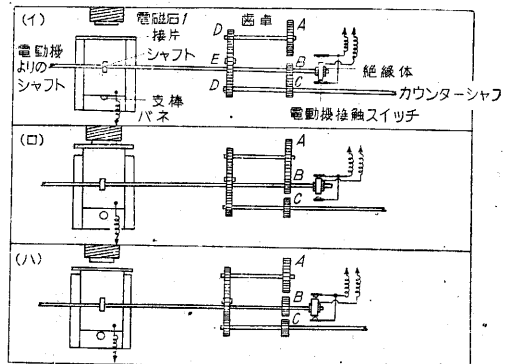 (イ)
電磁石1
接片
シャフト
電動機
よりの
シャフト
支棒
バネ
歯車
D
A
E
B
D
C
絶縁体
カウンターシャフ
電動機接触スイッチ
(ロ)
A
B
C
(ハ)
A
B
C